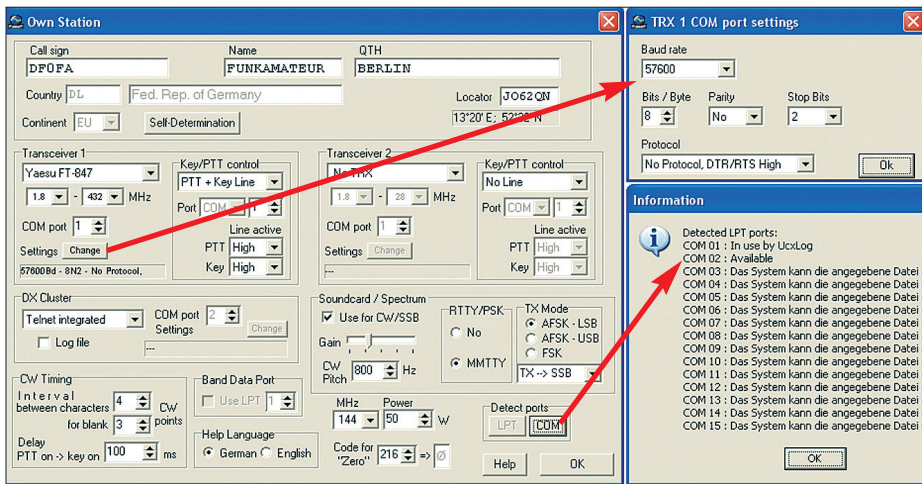 Own Station
Call sign Name QTH
DF0FA FUNKAMATEUR BERLIN
Country DL Fed. Rep. of Germany Locator JO62QN
Continent EU Self-Determination 13°20' E; 52°32' N
Transceiver 1
Yaesu FT-847
1.8 - 432 MHz
COM port 1
Settings Change
57600Bd - 8N2 - No Protocol,
Key/PTT control
PTT + Key Line
Port COM 1
Line active
PTT High
Key High
Transceiver 2
No TRX
1.8 - 28 MHz
COM port 1
Settings Change
---
Key/PTT control
No Line
Port COM 1
Line active
PTT High
Key High
DX Cluster
Telnet integrated COM port 2
Settings Change
Log file ---
Soundcard / Spectrum
Use for CW/SSB
Gain
CW Pitch 800 Hz
RTTY/PSK
No
MMTTY
TX Mode
AFSK - LSB
AFSK - USB
FSK
TX --> SSB
CW Timing
Interval
between characters 4 CW
for blank 3 points
Delay
PTT on -> key on 100 ms
Band Data Port
Use LPT 1
Help Language
German English
MHz Power
144 50 W
Code for
"Zero" 216 => Ø
Detect ports
LPT COM
Help OK
TRX 1 COM port settings
Baud rate
57600
Bits / Byte Parity Stop Bits
8 No 2
Protocol
No Protocol, DTR/RTS High Ok
Information
Detected LPT ports:
COM 01 : In use by UcxLog
COM 02 : Available
COM 03 : Das System kann die angegebene Datei
COM 04 : Das System kann die angegebene Datei
COM 05 : Das System kann die angegebene Datei
COM 06 : Das System kann die angegebene Datei
COM 07 : Das System kann die angegebene Datei
COM 08 : Das System kann die angegebene Datei
COM 09 : Das System kann die angegebene Datei
COM 10 : Das System kann die angegebene Datei
COM 11 : Das System kann die angegebene Datei
COM 12 : Das System kann die angegebene Datei
COM 13 : Das System kann die angegebene Datei
COM 14 : Das System kann die angegebene Datei
COM 15 : Das System kann die angegebene Datei
OK